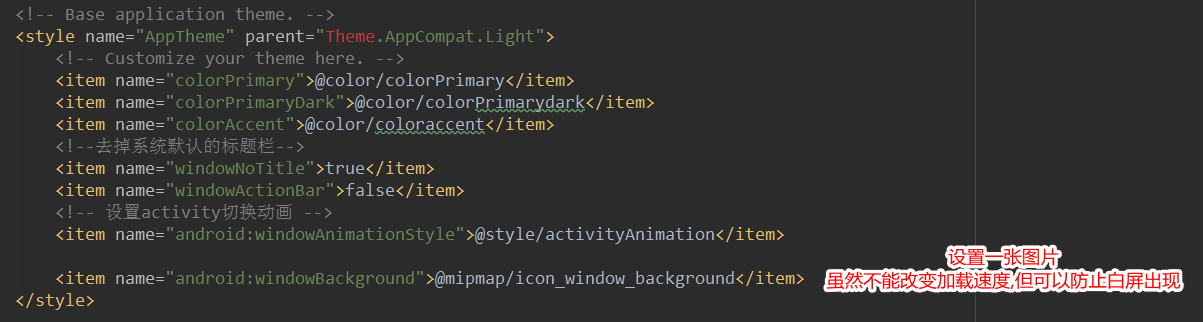 <!-- Base application theme. -->
<style name="AppTheme" parent="Theme.AppCompat.Light">
<!-- Customize your theme here. -->
<item name="colorPrimary">@color/colorPrimary</item>
<item name="colorPrimaryDark">@color/colorPrimarydark</item>
<item name="colorAccent">@color/coloraccent</item>
<!--去掉系统默认的标题栏-->
<item name="windowNoTitle">true</item>
<item name="windowActionBar">false</item>
<!-- 设置activity切换动画 -->
<item name="android:windowAnimationStyle">@style/activityAnimation</item>
<item name="android:windowBackground">@mipmap/icon_window_background</item>
</style>
设置一张图片
虽然不能改变加载速度,但可以防止白屏出现